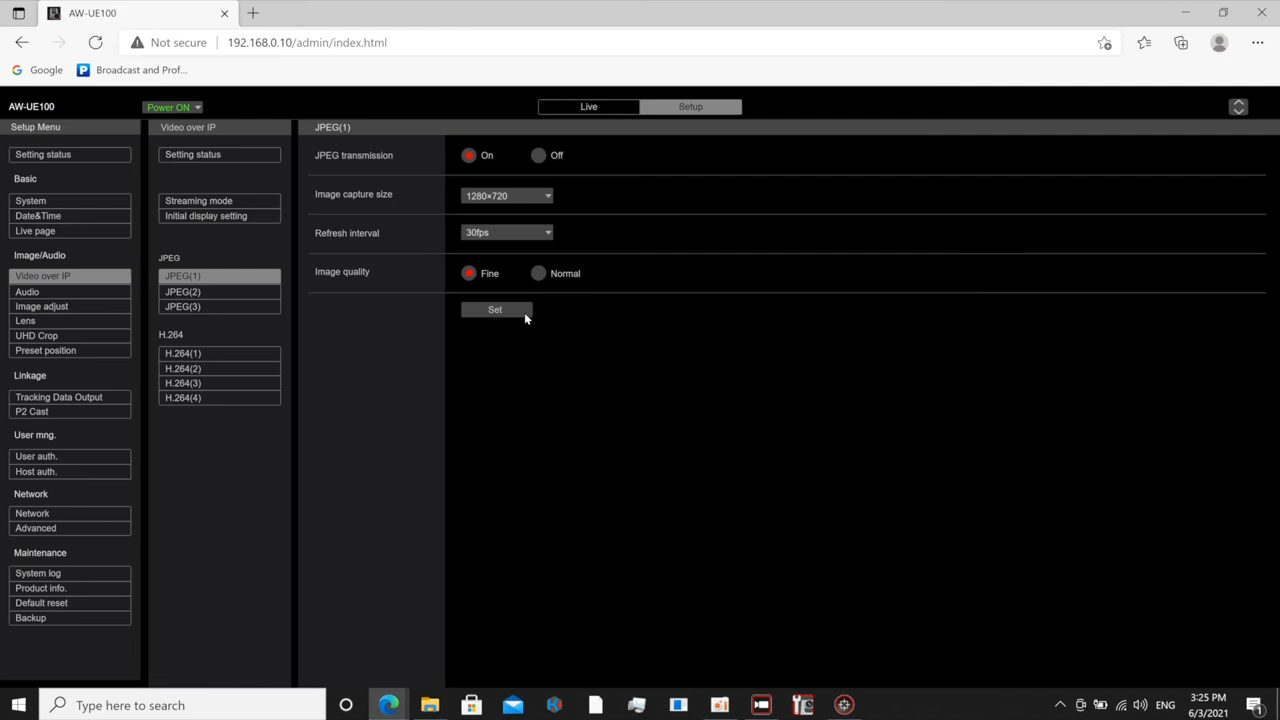 AW-UE100
Not secure
192.168.0.10/admin/index.html
Google
Broadcast and Prof...
AW-UE100
Power ON
Live
Setup
Setup Menu
Setting status
Basic
System
Date&Time
Live page
Image/Audio
Video over IP
Audio
Image adjust
Lens
UHD Crop
Preset position
Linkage
Tracking Data Output
P2 Cast
User mng.
User auth.
Host auth.
Network
Network
Advanced
Maintenance
System log
Product info.
Default reset
Backup
Video over IP
Setting status
Streaming mode
Initial display setting
JPEG
JPEG(1)
JPEG(2)
JPEG(3)
H.264
H.264(1)
H.264(2)
H.264(3)
H.264(4)
JPEG(1)
JPEG transmission
On
Off
Image capture size
1280×720
Refresh interval
30fps
Image quality
Fine
Normal
Set
Type here to search
ENG
3:25 PM
6/3/2021